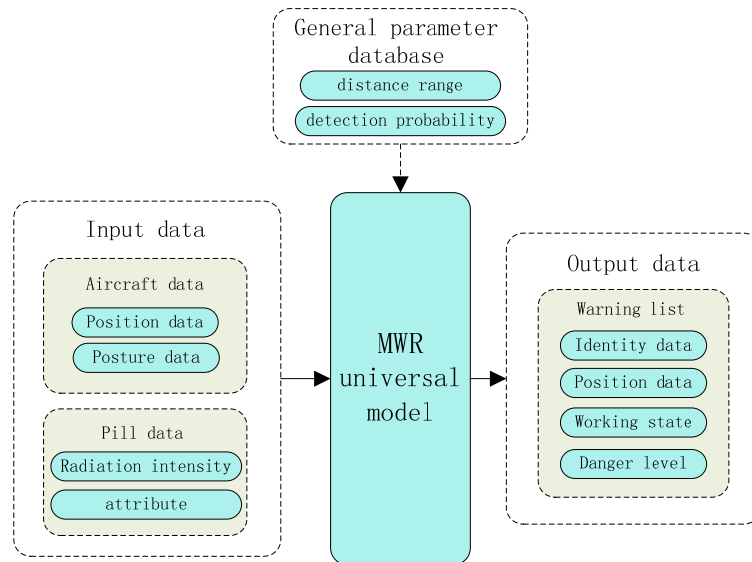 General parameter
database
distance range
detection probability
Input data
Aircraft data
Position data
Posture data
Pill data
Radiation intensity
attribute
MWR
universal
model
Output data
Warning list
Identity data
Position data
Working state
Danger level